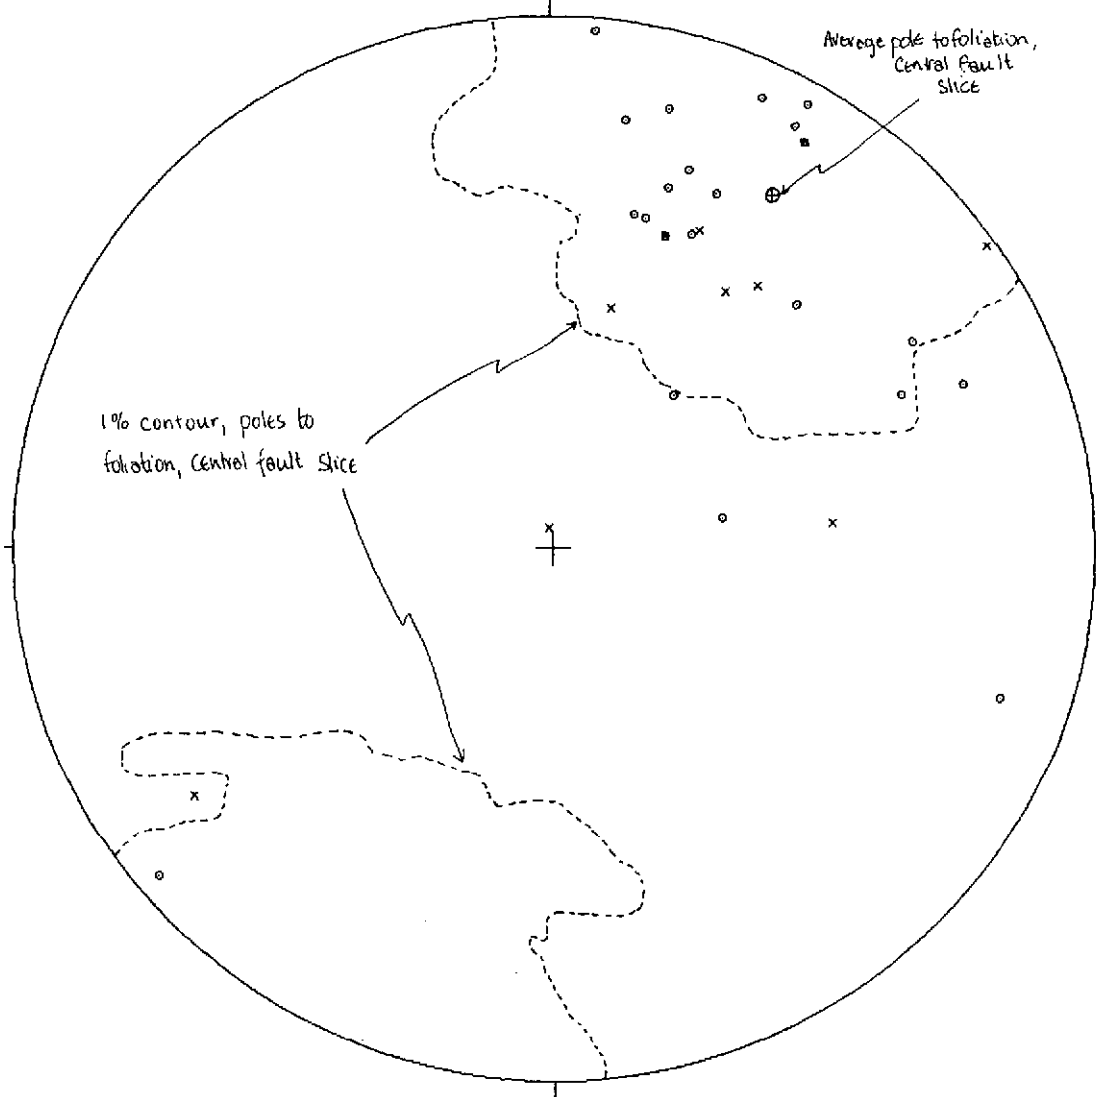 Average pole to foliation,
Central fault
slice
1% contour, poles to
foliation, Central fault slice